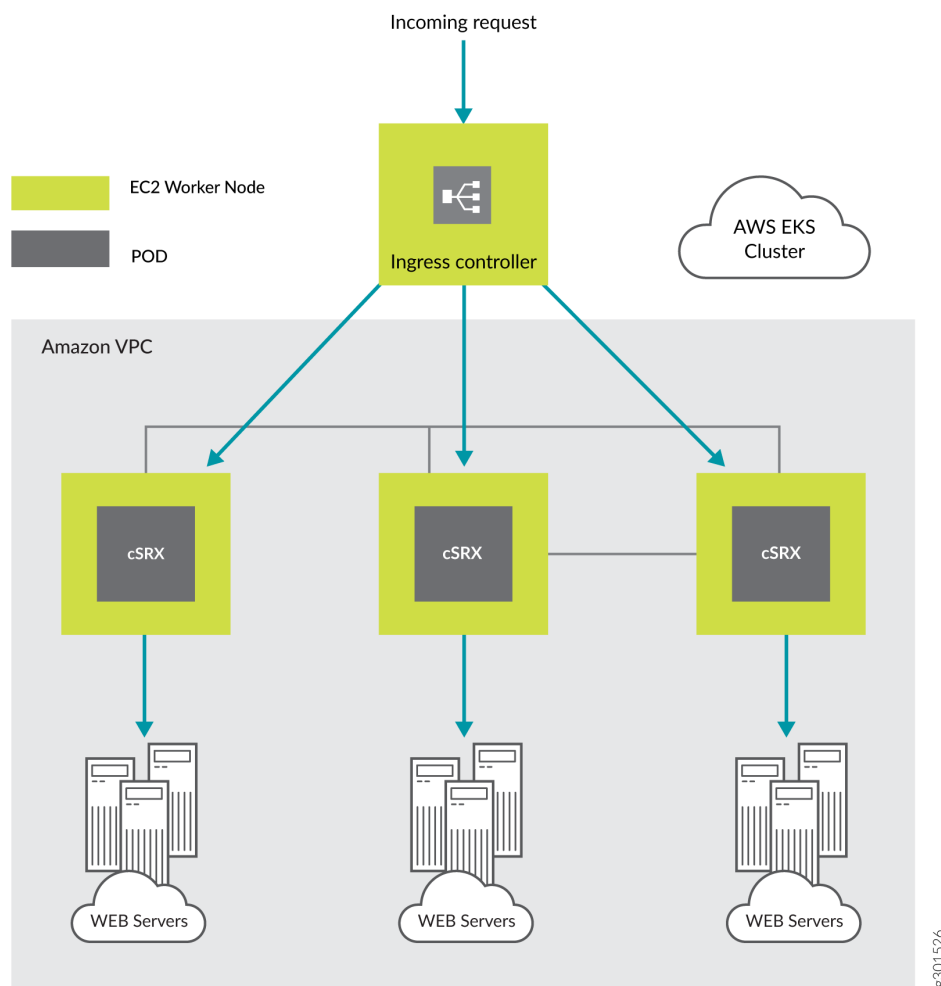 Incoming request
EC2 Worker Node
POD
Ingress controller
AWS EKS
Cluster
Amazon VPC
cSRX
cSRX
cSRX
WEB Servers
WEB Servers
WEB Servers
g301526